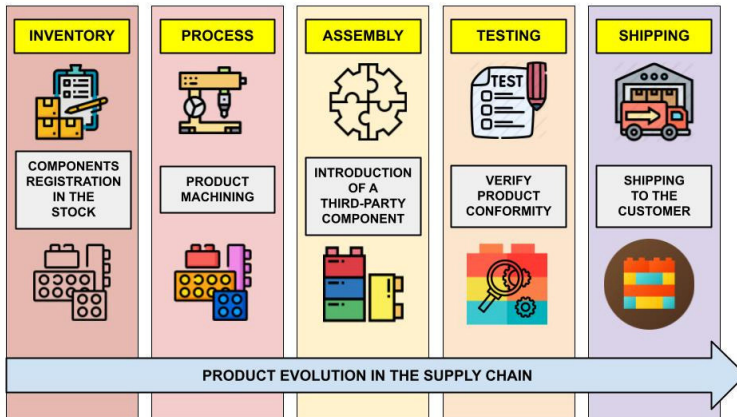 INVENTORY
PROCESS
ASSEMBLY
TESTING
SHIPPING
TEST
COMPONENTS
REGISTRATION
IN THE
STOCK
PRODUCT
MACHINING
INTRODUCTION
OF A
THIRD-PARTY
COMPONENT
VERIFY
PRODUCT
CONFORMITY
SHIPPING
TO THE
CUSTOMER
PRODUCT EVOLUTION IN THE SUPPLY CHAIN